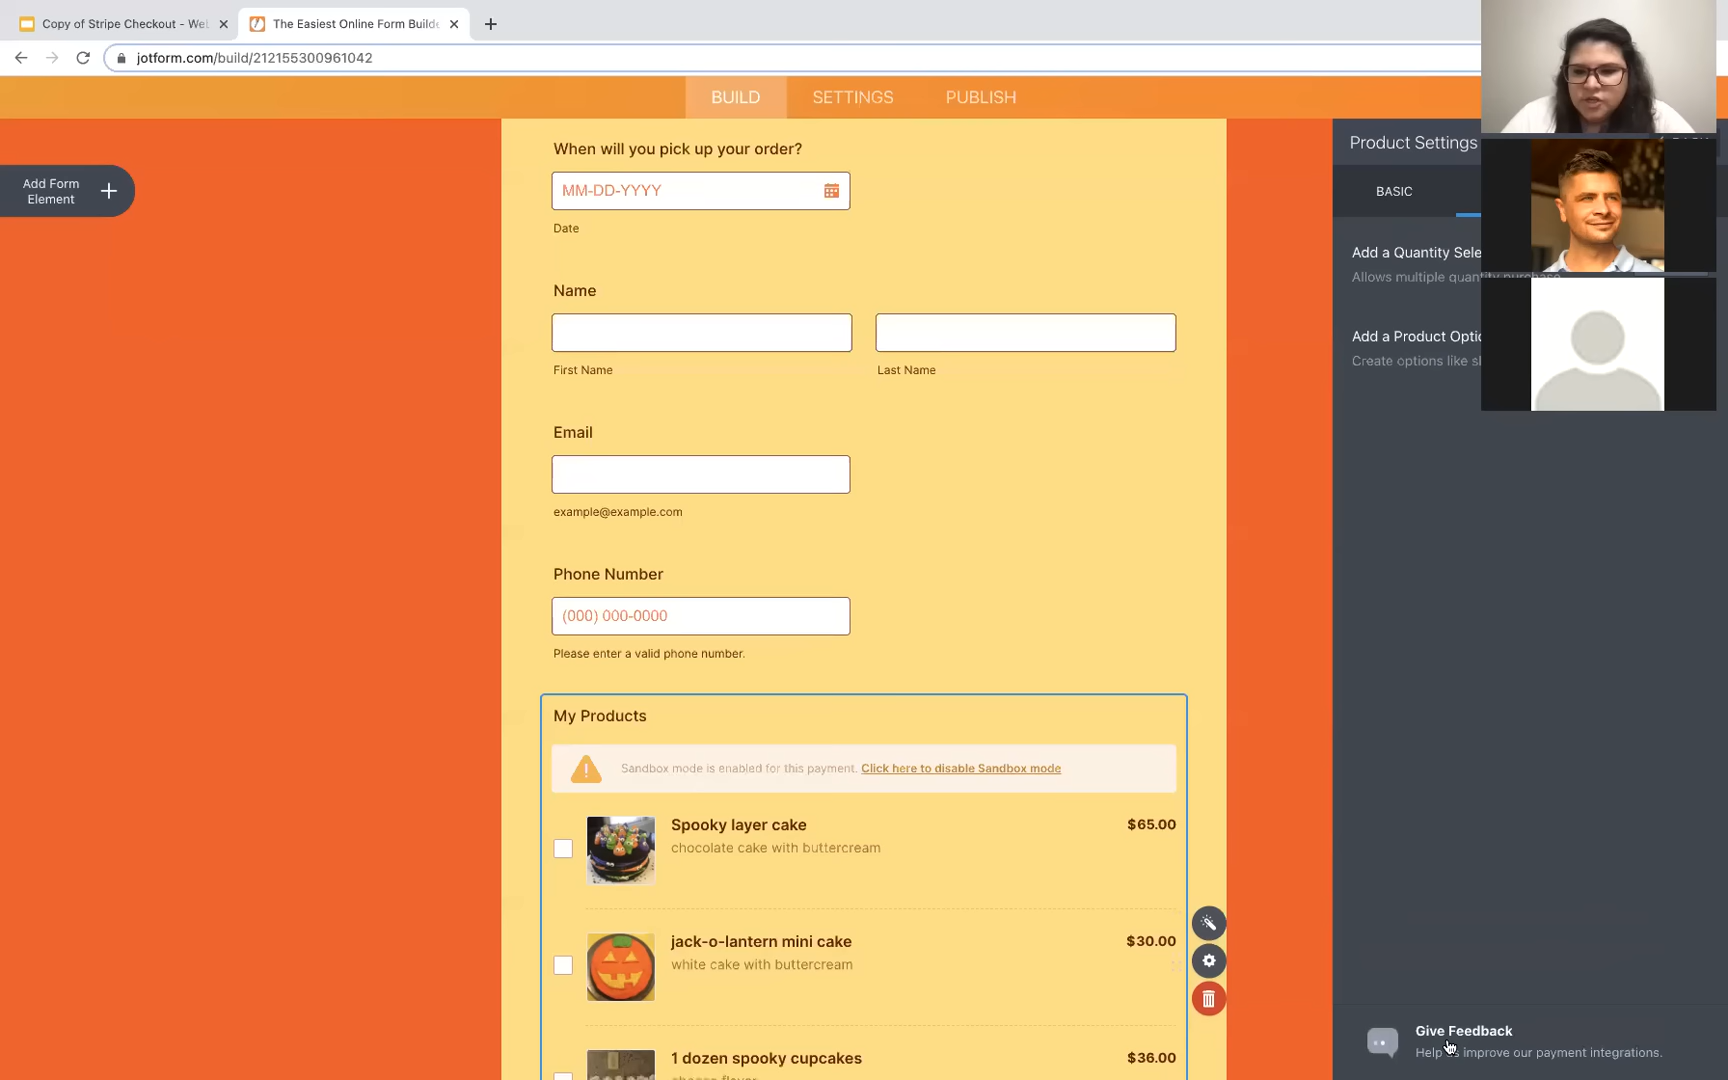 Copy of Stripe Checkout - We
The Easiest Online Form Builde
jotform.com/build/212155300961042
BUILD
SETTINGS
PUBLISH
Add Form
Element
When will you pick up your order?
MM-DD-YYYY
Date
Name
First Name
Last Name
Email
example@example.com
Phone Number
(000) 000-0000
Please enter a valid phone number.
My Products
Sandbox mode is enabled for this payment. Click here to disable Sandbox mode
Spooky layer cake
$65.00
chocolate cake with buttercream
jack-o-lantern mini cake
$30.00
white cake with buttercream
1 dozen spooky cupcakes
$36.00
Product Settings
BASIC
Add a Quantity Sele
Allows multiple quantity purchase
Add a Product Optio
Create options like
Give Feedback
Help us improve our payment integrations.